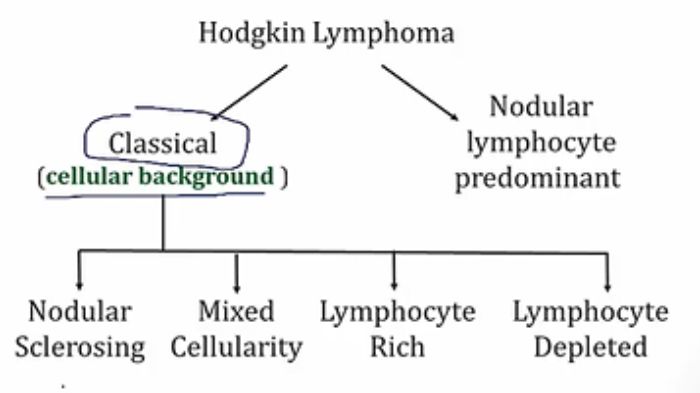 Hodgkin Lymphoma
Classical
(cellular background )
Nodular
lymphocyte
predominant
Nodular
Sclerosing
Mixed
Cellularity
Lymphocyte
Rich
Lymphocyte
Depleted